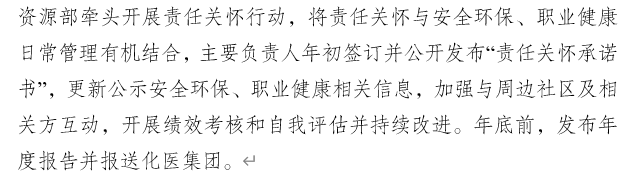 资源部牵头开展责任关怀行动，将责任关怀与安全环保、职业健康
日常管理有机结合，主要负责人年初签订并公开发布“责任关怀承诺
书”，更新公示安全环保、职业健康相关信息，加强与周边社区及相
关方互动，开展绩效考核和自我评估并持续改进。年底前，发布年
度报告并报送化医集团。↵